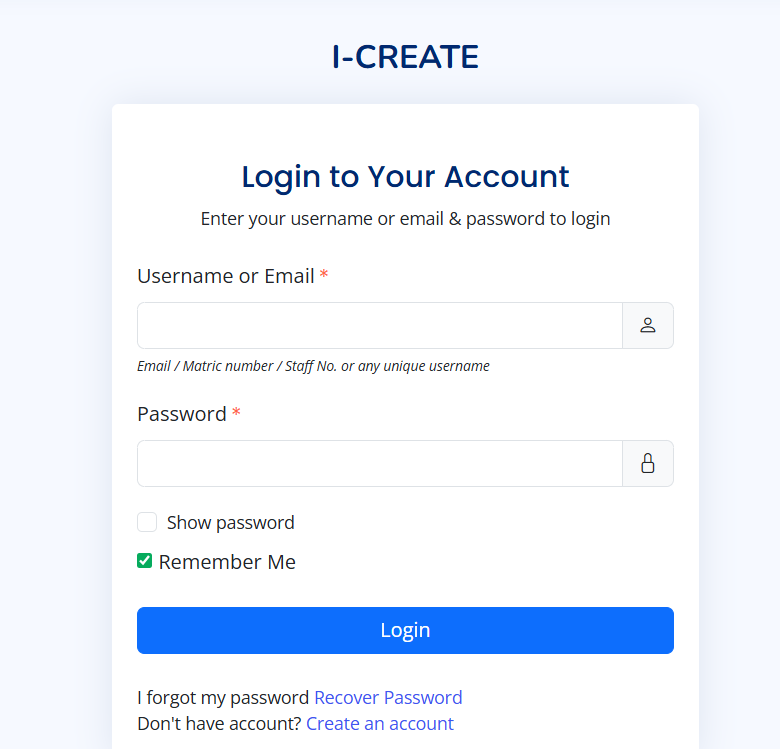 I-CREATE
Login to Your Account
Enter your username or email & password to login
Username or Email *
Email / Matric number / Staff No. or any unique username
Password *
Show password
Remember Me
Login
I forgot my password Recover Password
Don't have account? Create an account